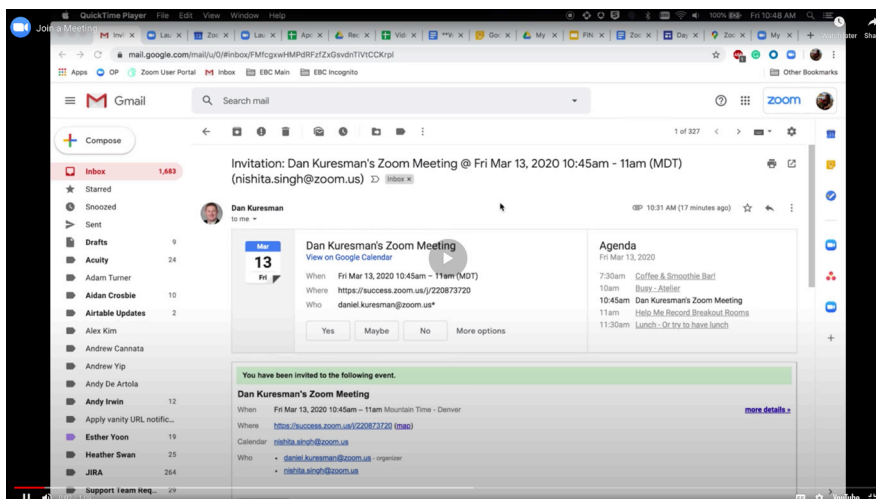 QuickTime Player File Edit View Window Help 100% Fri 10:48 AM
Join a Meeting
mail.google.com/mail/u/0/#inbox/FMfcgxwHMPdRFzfZxGsvdnTlVtCCKrpl
Apps OP Zoom User Portal Inbox EBC Main EBC Incognito Other Bookmarks
Gmail Search mail zoom
Compose 1 of 327
Inbox 1,683
Starred
Snoozed
Sent
Drafts 9
Acuity 24
Adam Turner
Aidan Crosbie 10
Airtable Updates 2
Alex Kim
Andrew Cannata
Andrew Yip
Andy De Artola
Andy Irwin 12
Apply vanity URL notific...
Esther Yoon 19
Heather Swan 25
JIRA 264
Support Team Req... 29
Invitation: Dan Kuresman's Zoom Meeting @ Fri Mar 13, 2020 10:45am - 11am (MDT)
(nishita.singh@zoom.us) Inbox x
Dan Kuresman 10:31 AM (17 minutes ago)
to me
Mar
13
Fri
Dan Kuresman's Zoom Meeting
View on Google Calendar
When Fri Mar 13, 2020 10:45am – 11am (MDT)
Where https://success.zoom.us/j/220873720
Who daniel.kuresman@zoom.us*
Yes Maybe No More options
Agenda
Fri Mar 13, 2020
7:30am Coffee & Smoothie Bar!
10am Busy - Atelier
10:45am Dan Kuresman's Zoom Meeting
11am Help Me Record Breakout Rooms
11:30am Lunch - Or try to have lunch
You have been invited to the following event.
Dan Kuresman's Zoom Meeting
When Fri Mar 13, 2020 10:45am – 11am Mountain Time - Denver more details »
Where https://success.zoom.us/j/220873720 (map)
Calendar nishita.singh@zoom.us
Who • daniel.kuresman@zoom.us - organizer
• nishita.singh@zoom.us
YouTube